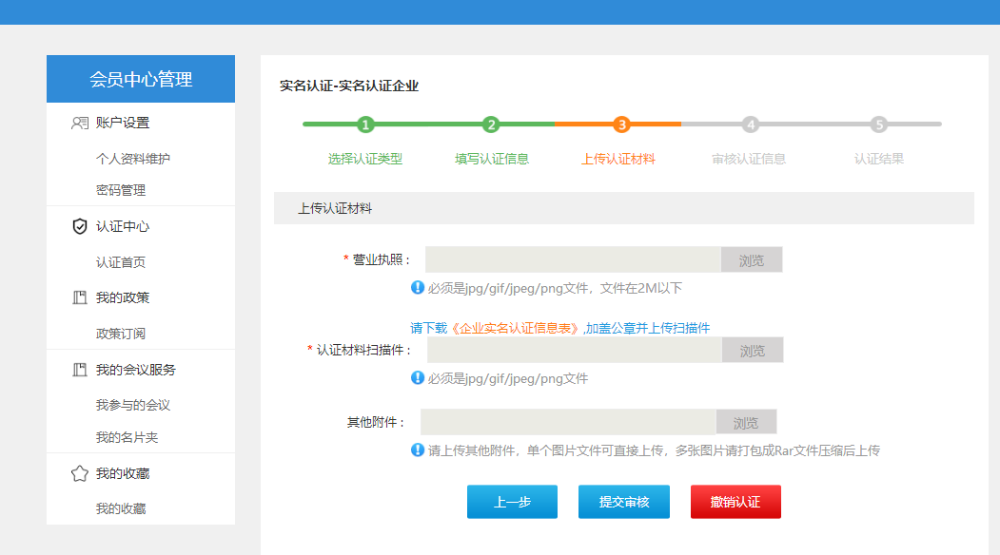 会员中心管理
账户设置
个人资料维护
密码管理
认证中心
认证首页
我的政策
政策订阅
我的会议服务
我参与的会议
我的名片夹
我的收藏
我的收藏
实名认证-实名认证企业
1 2 3 4 5
选择认证类型 填写认证信息 上传认证材料 审核认证信息 认证结果
上传认证材料
* 营业执照： 浏览
必须是jpg/gif/jpeg/png文件，文件在2M以下
请下载《企业实名认证信息表》,加盖公章并上传扫描件
* 认证材料扫描件： 浏览
必须是jpg/gif/jpeg/png文件
其他附件： 浏览
请上传其他附件，单个图片文件可直接上传，多张图片请打包成Rar文件压缩后上传
上一步 提交审核 撤销认证